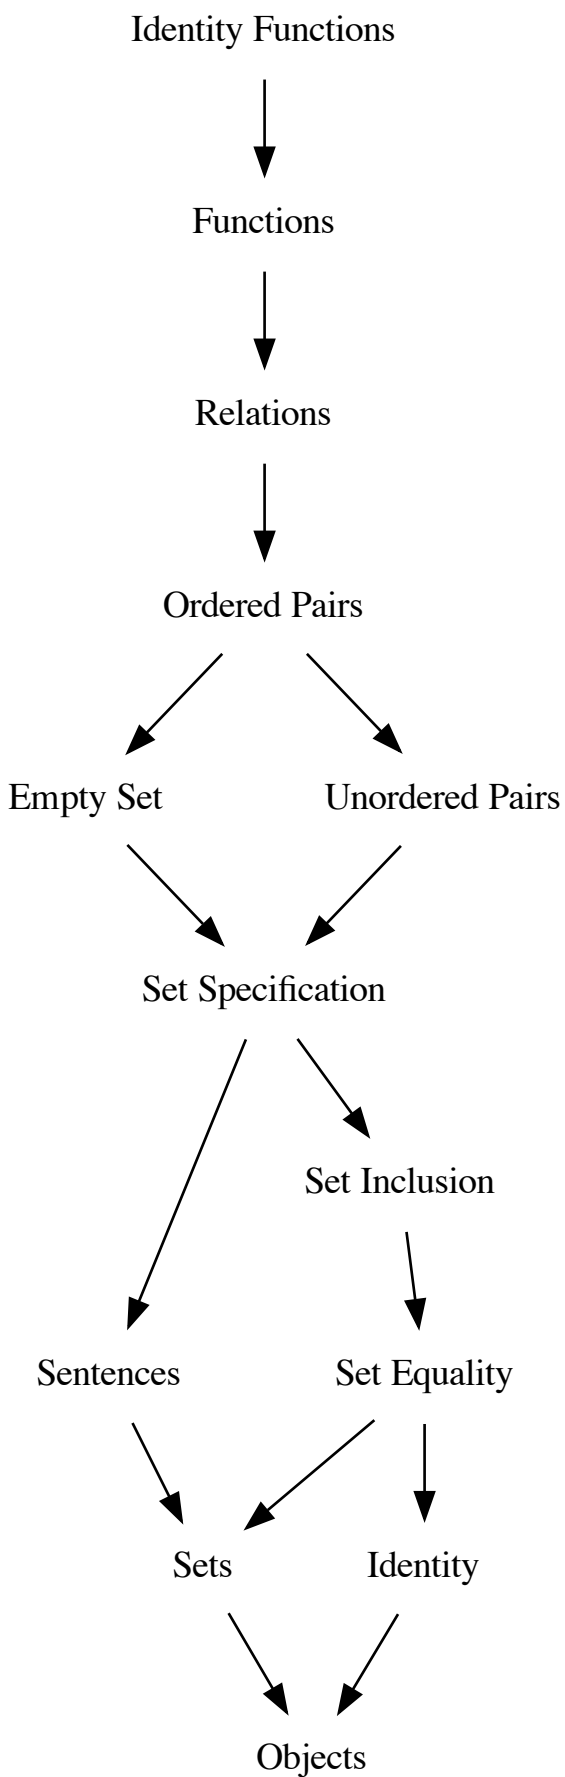 Identity Functions
Functions
Relations
Ordered Pairs
Empty Set
Unordered Pairs
Set Specification
Set Inclusion
Sentences
Set Equality
Sets
Identity
Objects